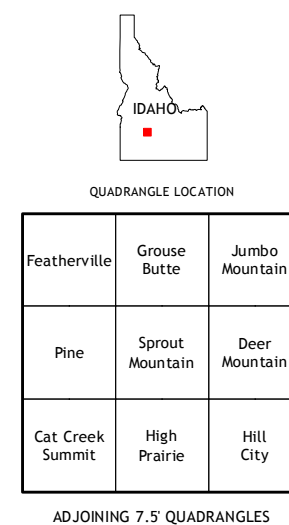 IDAHO
QUADRANGLE LOCATION
Featherville
Grouse
Butte
Jumbo
Mountain
Pine
Sprout
Mountain
Deer
Mountain
Cat Creek
Summit
High
Prairie
Hill
City
ADJOINING 7.5' QUADRANGLES